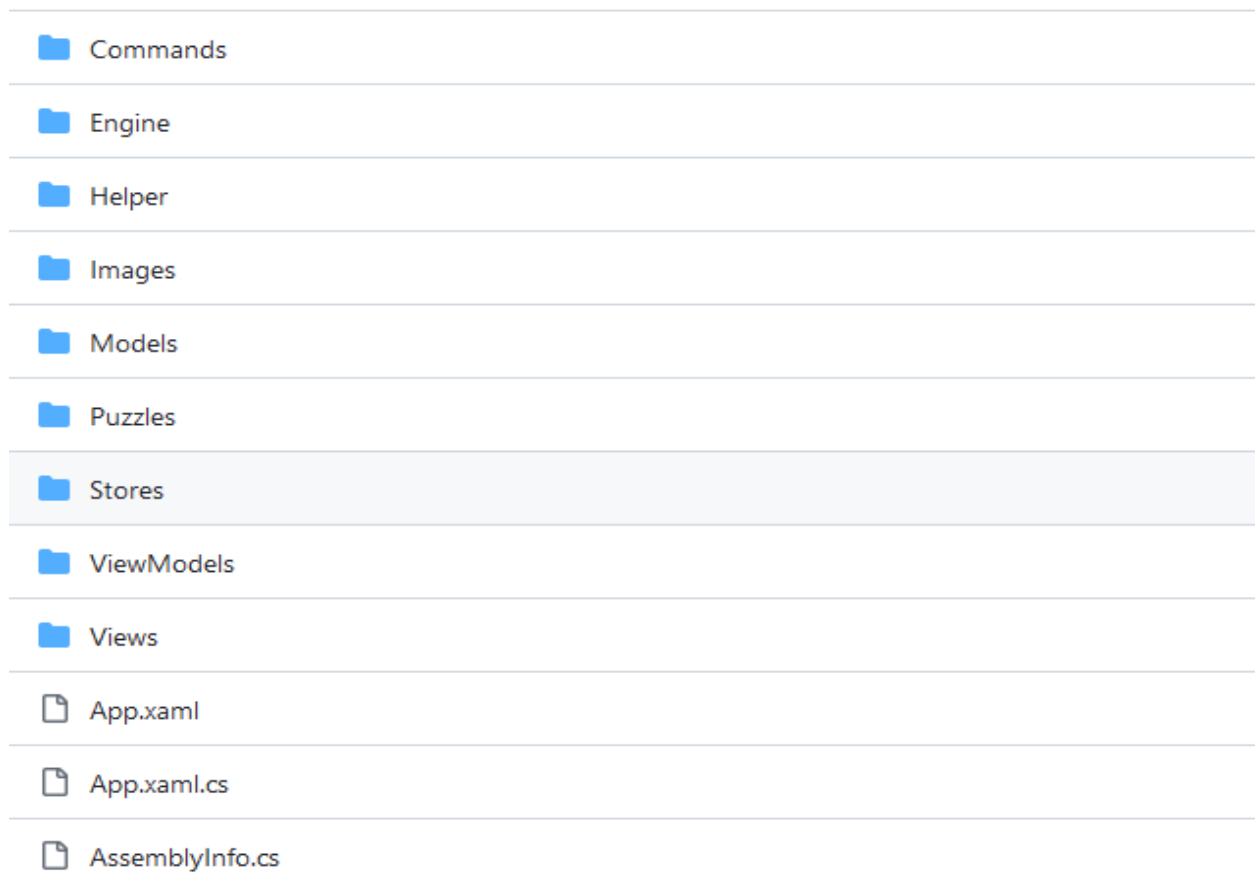 Commands
Engine
Helper
Images
Models
Puzzles
Stores
ViewModels
Views
App.xaml
App.xaml.cs
AssemblyInfo.cs